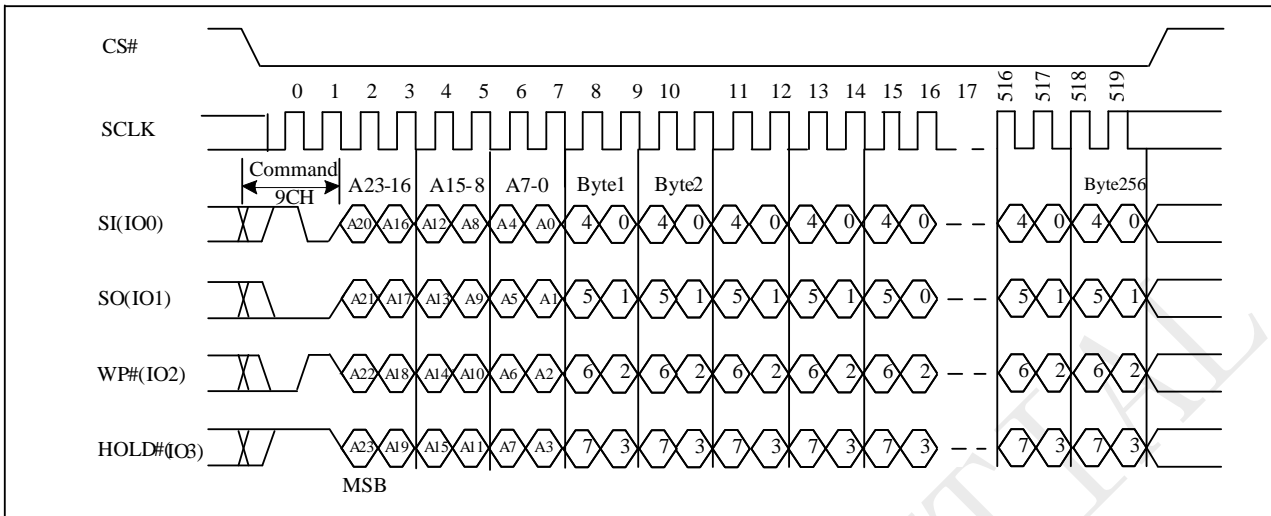 CS#
0 1 2 3 4 5 6 7 8 9 10 11 12 13 14 15 16 17 516 517 518 519
SCLK
Command
9CH
A23-16 A15-8 A7-0 Byte1 Byte2 Byte256
SI(IO0) A20 A16 A12 A8 A4 A0 4 0 4 0 4 0 4 0 4 0 4 0 4 0
SO(IO1) A21 A17 A13 A9 A5 A1 5 1 5 1 5 1 5 1 5 0 5 1 5 1
WP#(IO2) A22 A18 A14 A10 A6 A2 6 2 6 2 6 2 6 2 6 2 6 2 6 2
HOLD#(IO3) A23 A19 A15 A11 A7 A3 7 3 7 3 7 3 7 3 7 3 7 3 7 3
MSB